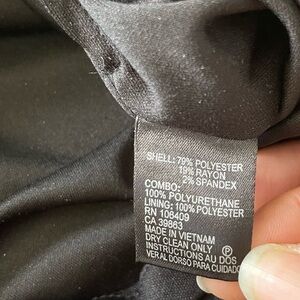 SHELL: 79% POLYESTER
19% RAYON
2% SPANDEX
COMBO:
100% POLYURETHANE
LINING: 100% POLYESTER
RN 106409
CA 39863
MADE IN VIETNAM
DRY CLEAN ONLY P
INSTRUCTIONS AU DOS
VER AL DORSO PARA CUIDADO